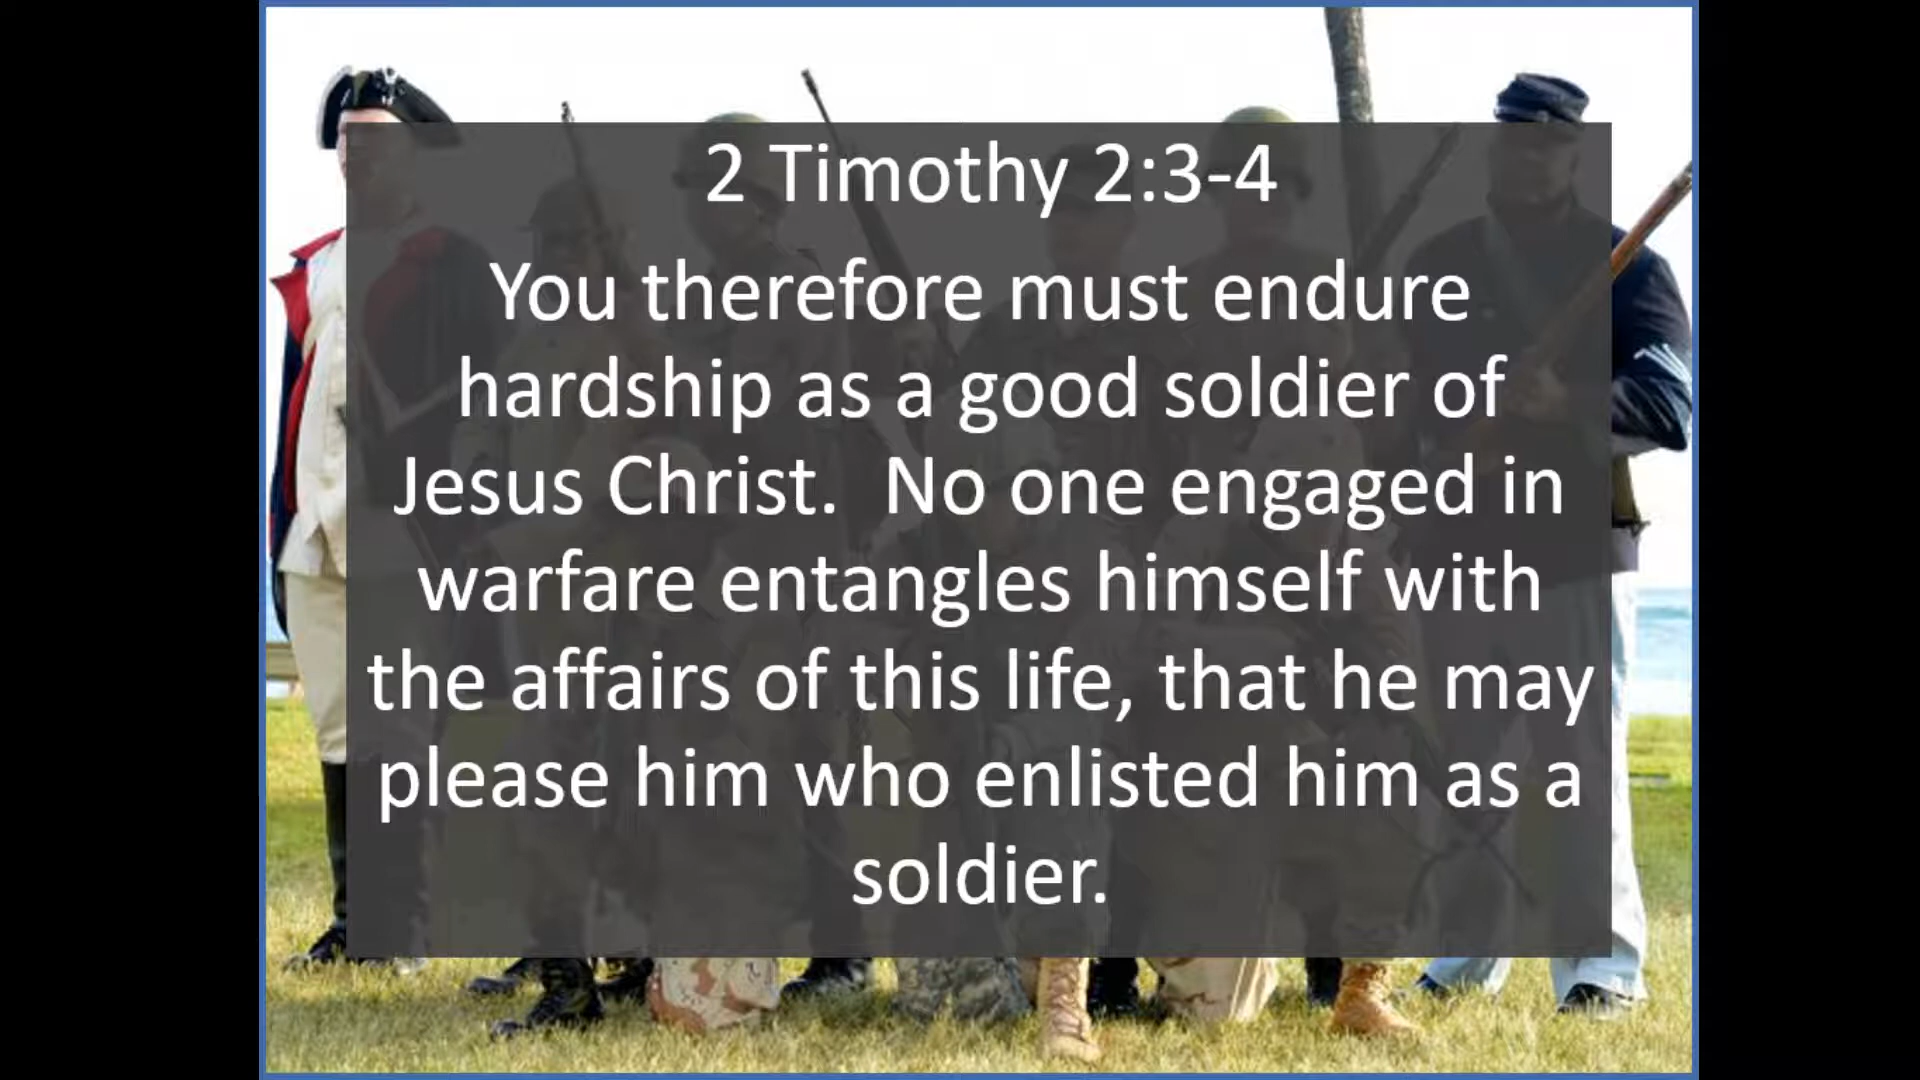 2 Timothy 2:3-4
You therefore must endure
hardship as a good soldier of
Jesus Christ.  No one engaged in
warfare entangles himself with
the affairs of this life, that he may
please him who enlisted him as a
soldier.